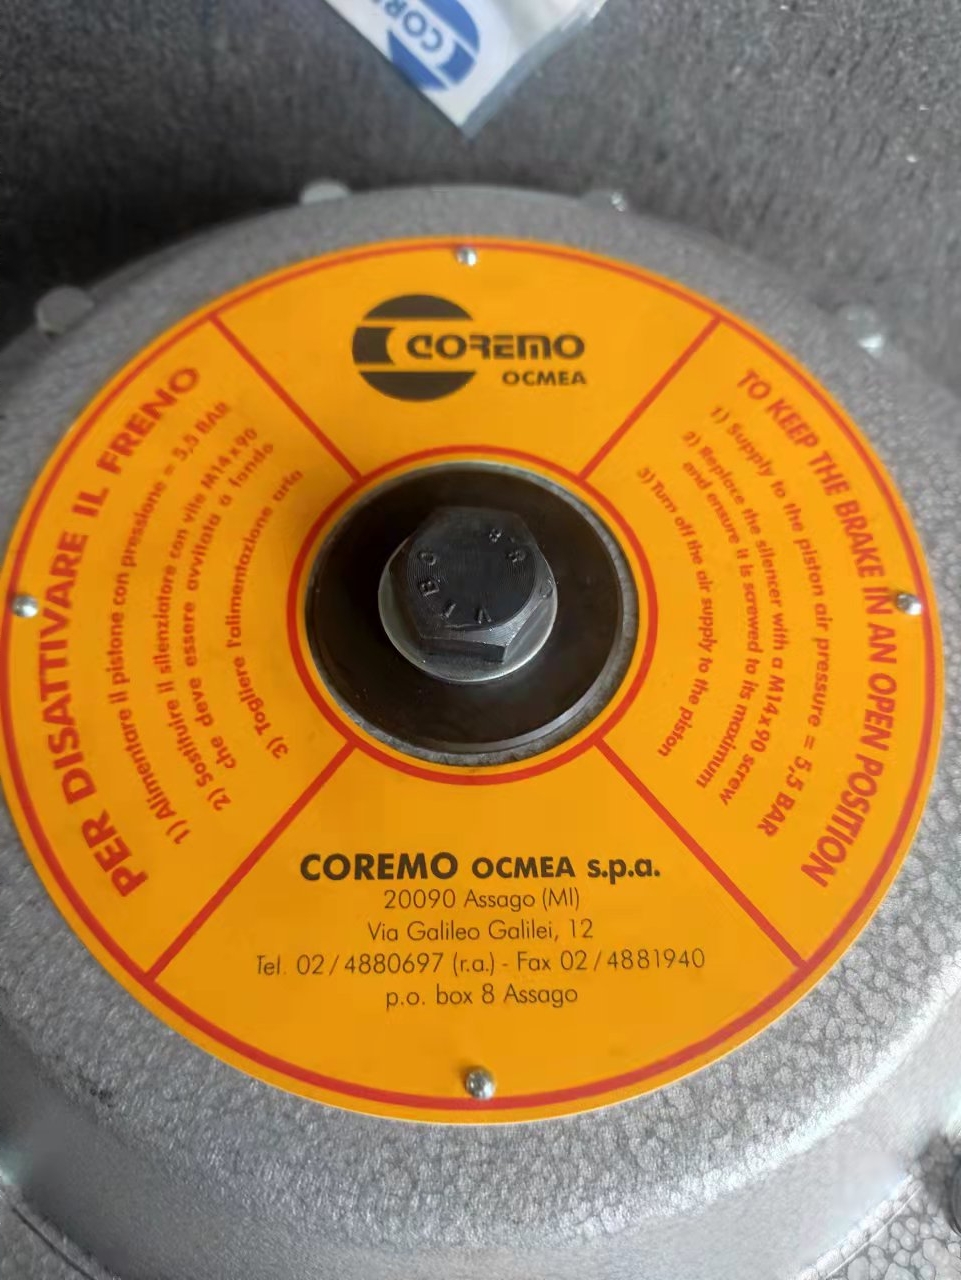 COREMO
OCMEA
PER DISATTIVARE IL FRENO
1) Alimentare il pistone con pressione = 5,5 BAR
2) Sostituire il silenziatore con vite M14x90
che deve essere avvitata a fondo
3) Togliere l'alimentazione aria
TO KEEP THE BRAKE IN AN OPEN POSITION
1) Supply to the piston air pressure = 5,5 BAR
2) Replace the silencer with a M14x90 screw
and ensure it is screwed to its maximum
3) Turn off the air supply to the piston
8.8
COREMO OCMEA s.p.a.
20090 Assago (MI)
Via Galileo Galilei, 12
Tel. 02/4880697 (r.a.) - Fax 02/4881940
p.o. box 8 Assago